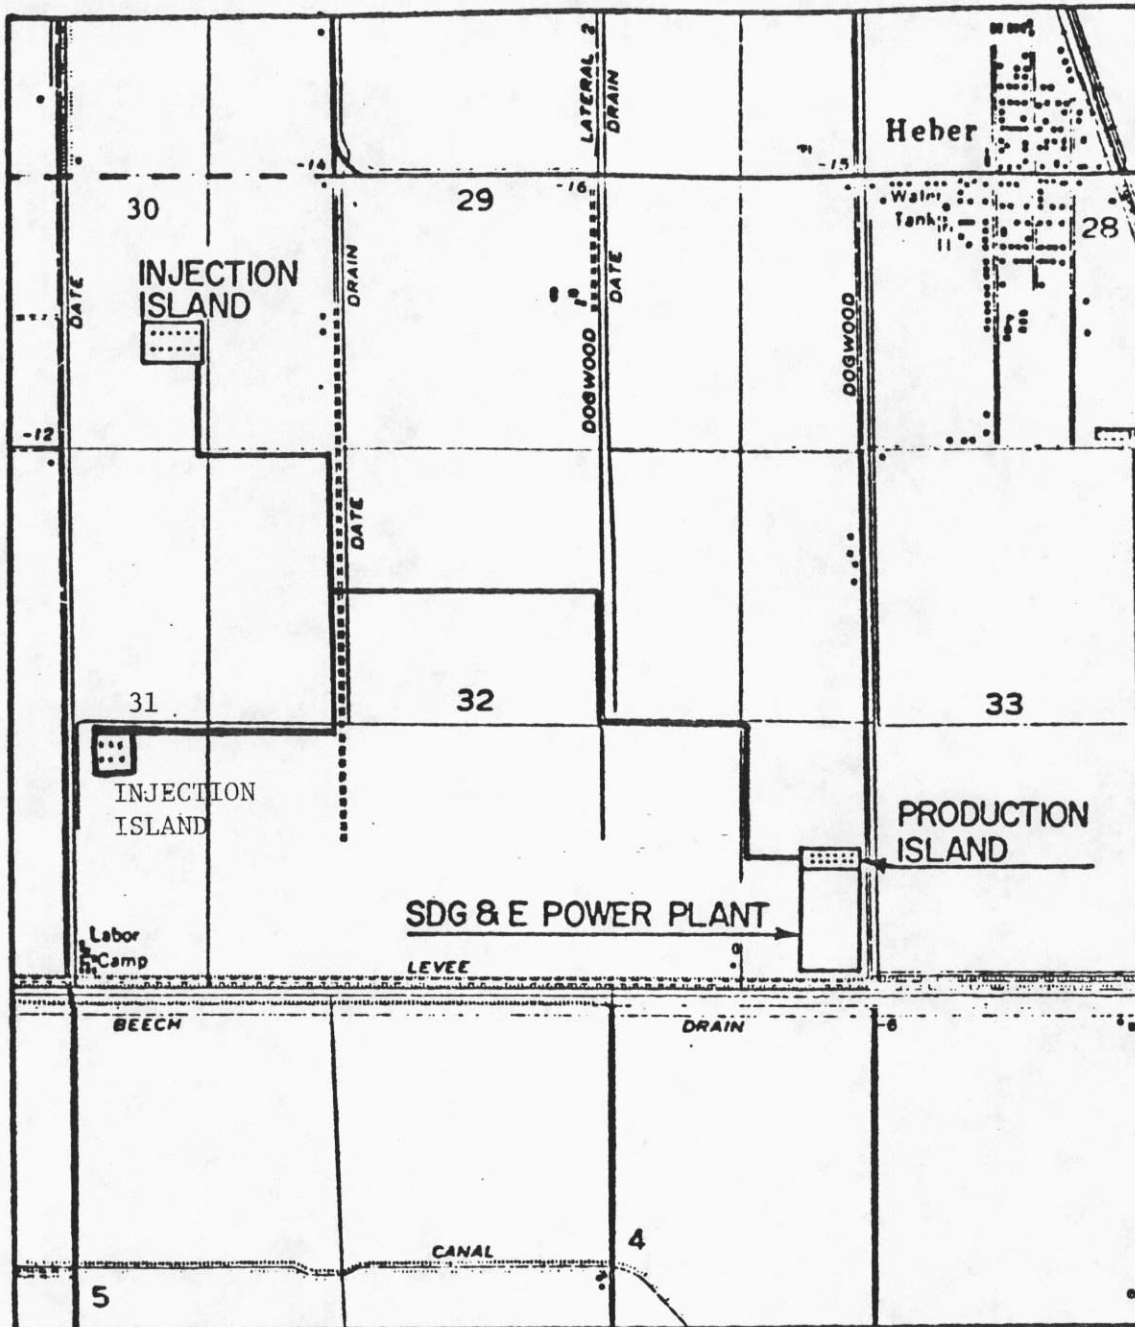 LATERAL 2
DRAIN
Heber
-14
-15
-16
30
29
28
Water
Tank
INJECTION
ISLAND
DATE
DRAIN
DATE
DOGWOOD
DOGWOOD
-12
DATE
31
32
33
INJECTION
ISLAND
PRODUCTION
ISLAND
SDG & E POWER PLANT
Labor
Camp
LEVEE
BEECH
DRAIN
-6
CANAL
4
5